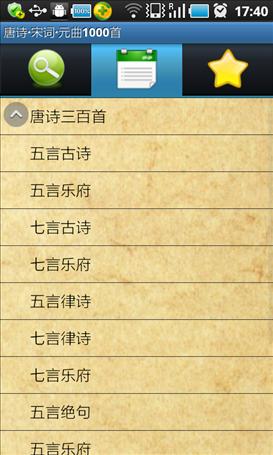 100%
17:40
唐诗·宋词·元曲1000首
唐诗三百首
五言古诗
五言乐府
七言古诗
七言乐府
五言律诗
七言律诗
七言乐府
五言绝句
五言乐府